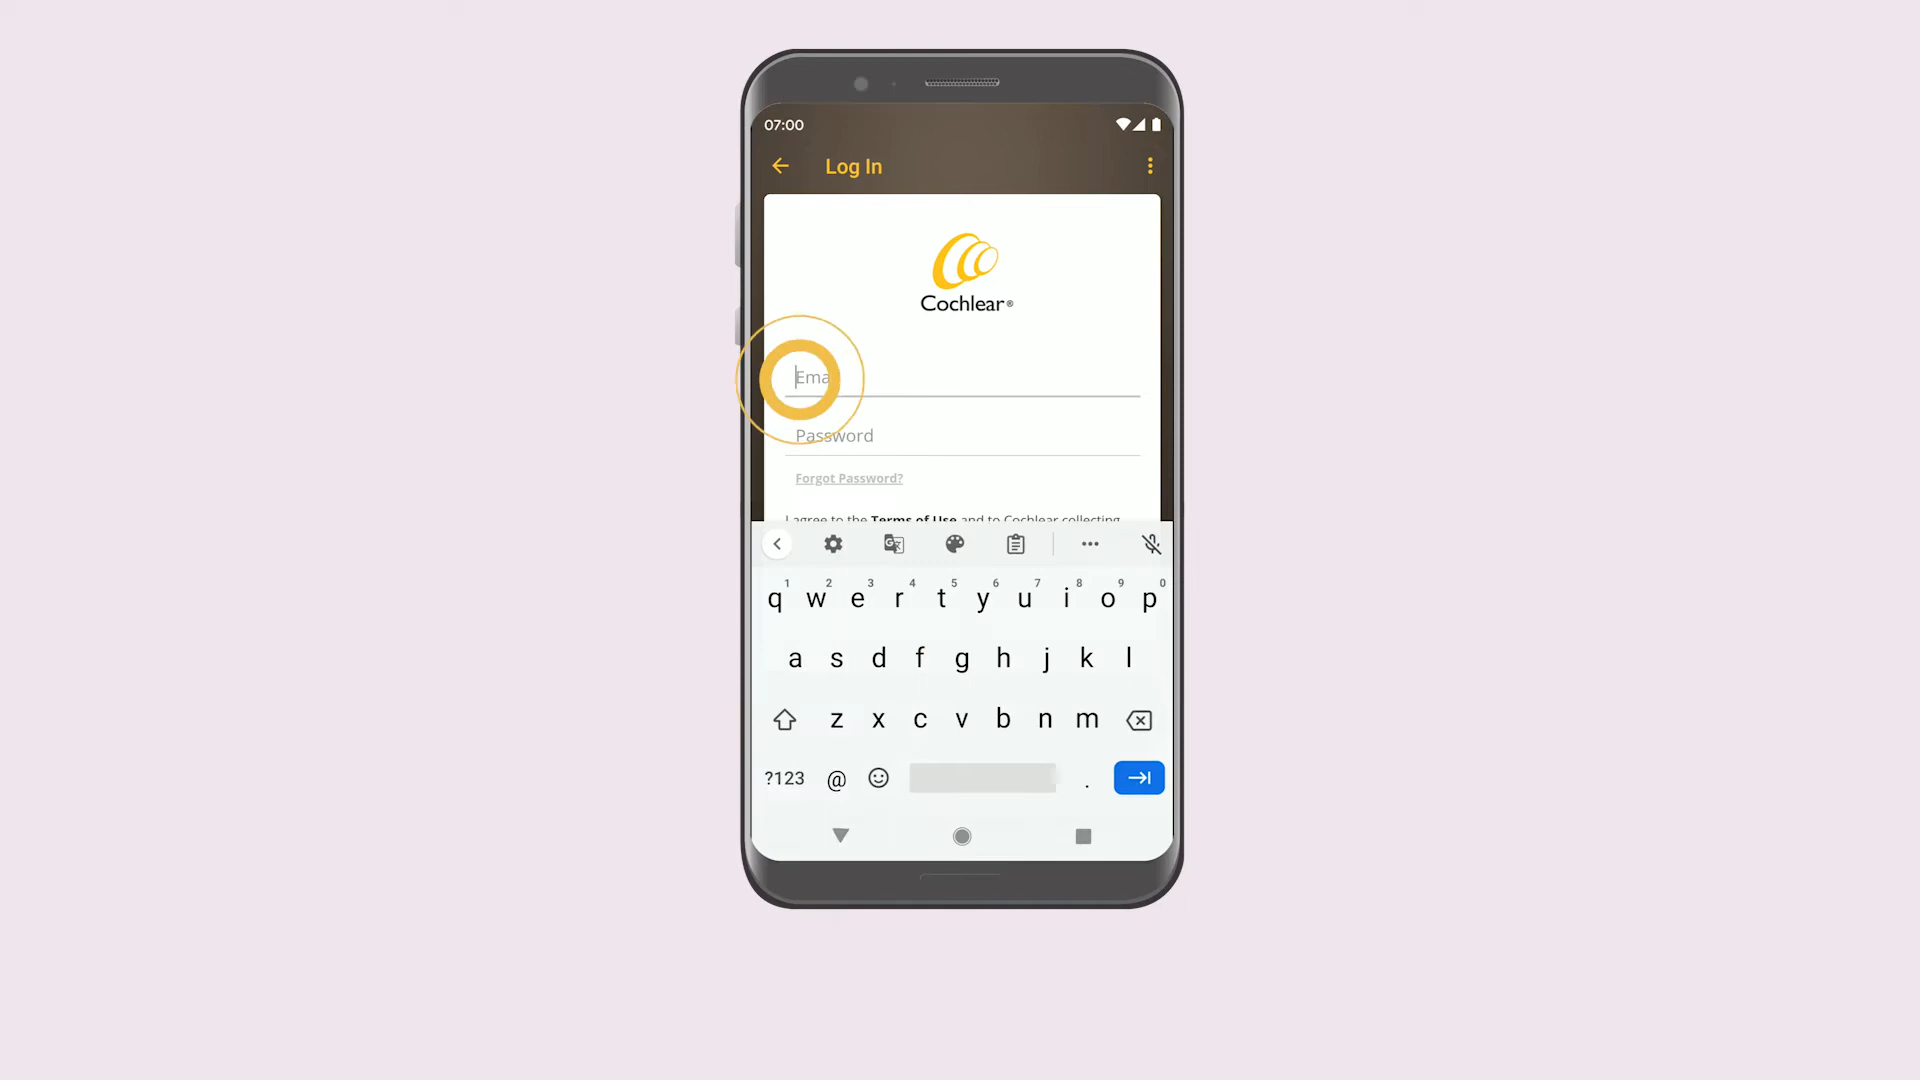 07:00
Log In
Cochlear®
Ema
Password
Forgot Password?
I agree to the Terms of Use and to Cochlear collecting
1 2 3 4 5 6 7 8 9 0
q w e r t y u i o p
a s d f g h j k l
z x c v b n m
?123 @ .